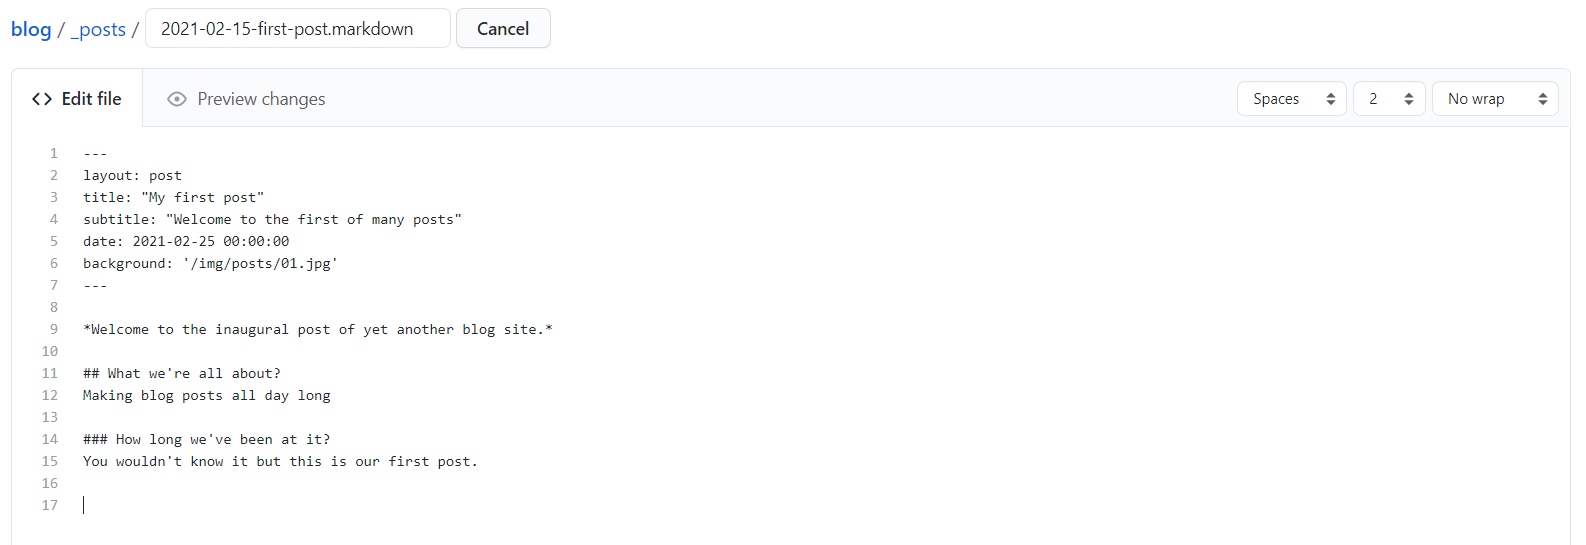 blog / _posts / 2021-02-15-first-post.markdown Cancel
<> Edit file Preview changes Spaces 2 No wrap
1 ---
2 layout: post
3 title: "My first post"
4 subtitle: "Welcome to the first of many posts"
5 date: 2021-02-25 00:00:00
6 background: '/img/posts/01.jpg'
7 ---
8
9 *Welcome to the inaugural post of yet another blog site.*
10
11 ## What we're all about?
12 Making blog posts all day long
13
14 ### How long we've been at it?
15 You wouldn't know it but this is our first post.
16
17